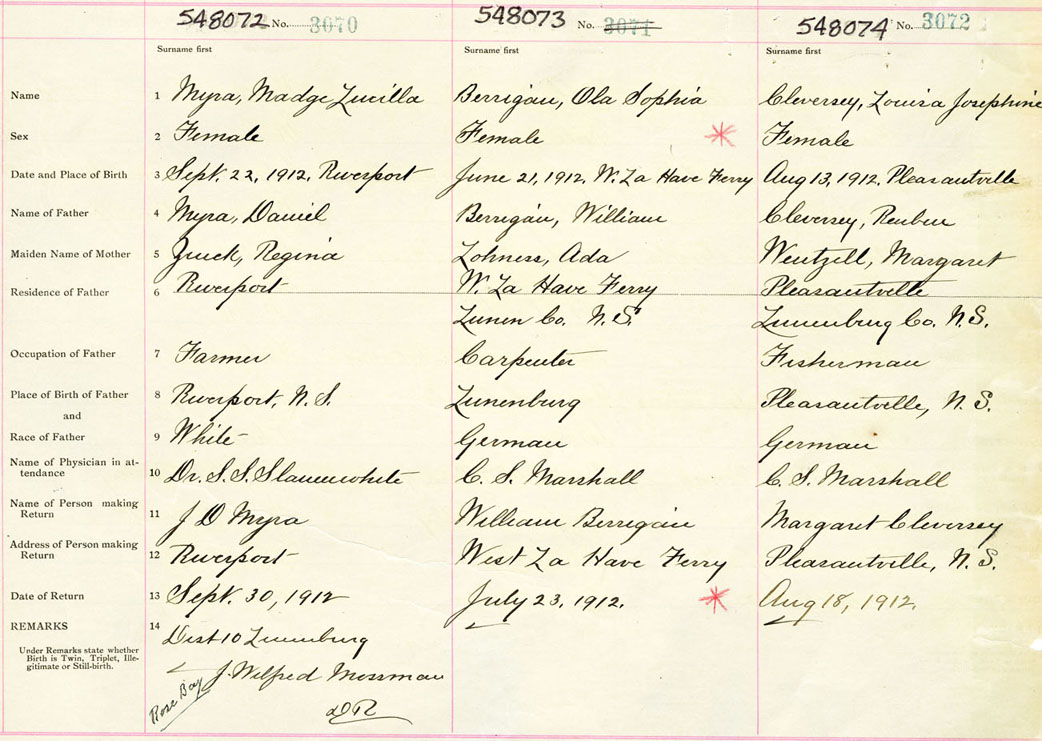 548072 No. 3070 548073 No. 3071 548074 No. 3072
Surname first Surname first Surname first
Name 1 Myra, Madge Lucilla Berrigan, Ola Sophia Cleversey, Louisa Josephine
Sex 2 Female Female Female
Date and Place of Birth 3 Sept. 22, 1912, Riverport June 21, 1912. W. La Have Ferry Aug 13, 1912. Pleasantville
Name of Father 4 Myra, Daniel Berrigan, William Cleversey, Reuben
Maiden Name of Mother 5 Zinck, Regina Lohness, Ada Wentzell, Margaret
Residence of Father 6 Riverport W. La Have Ferry Pleasantville
Lunen Co. N.S. Lunenburg Co. N.S.
Occupation of Father 7 Farmer Carpenter Fisherman
Place of Birth of Father 8 Riverport, N.S. Lunenburg Pleasantville, N.S.
and
Race of Father 9 White German German
Name of Physician in at-
tendance 10 Dr. S. S. Slauenwhite C. S. Marshall C. S. Marshall
Name of Person making
Return 11 J D Myra William Berrigan Margaret Cleversey
Address of Person making
Return 12 Riverport West La Have Ferry Pleasantville, N.S.
Date of Return 13 Sept. 30, 1912 July 23, 1912. Aug 18, 1912.
REMARKS 14 Dist 10 Lunenburg
Under Remarks state whether
Birth is Twin, Triplet, Ille-
gitimate or Still-birth.
J. Wilfred Mossman
Rose Bay
DR